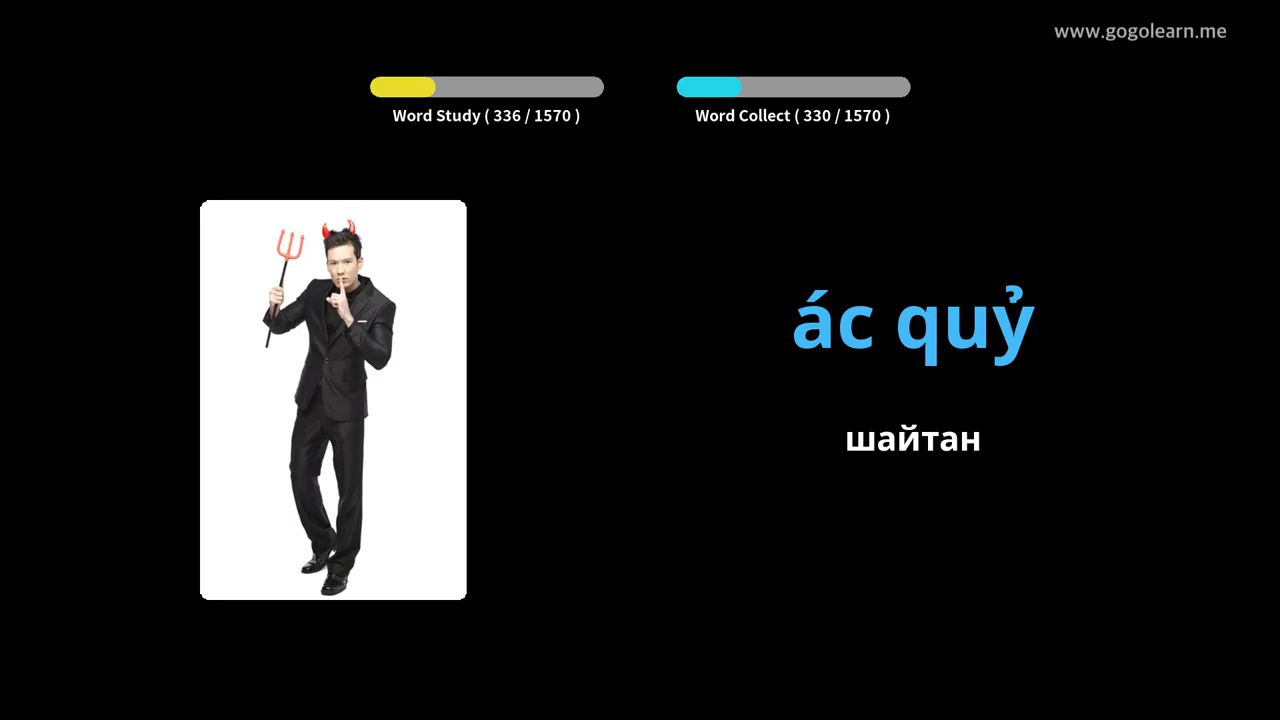 www.gogolearn.me
Word Study ( 336 / 1570 )
Word Collect ( 330 / 1570 )
ác quỷ
шайтан